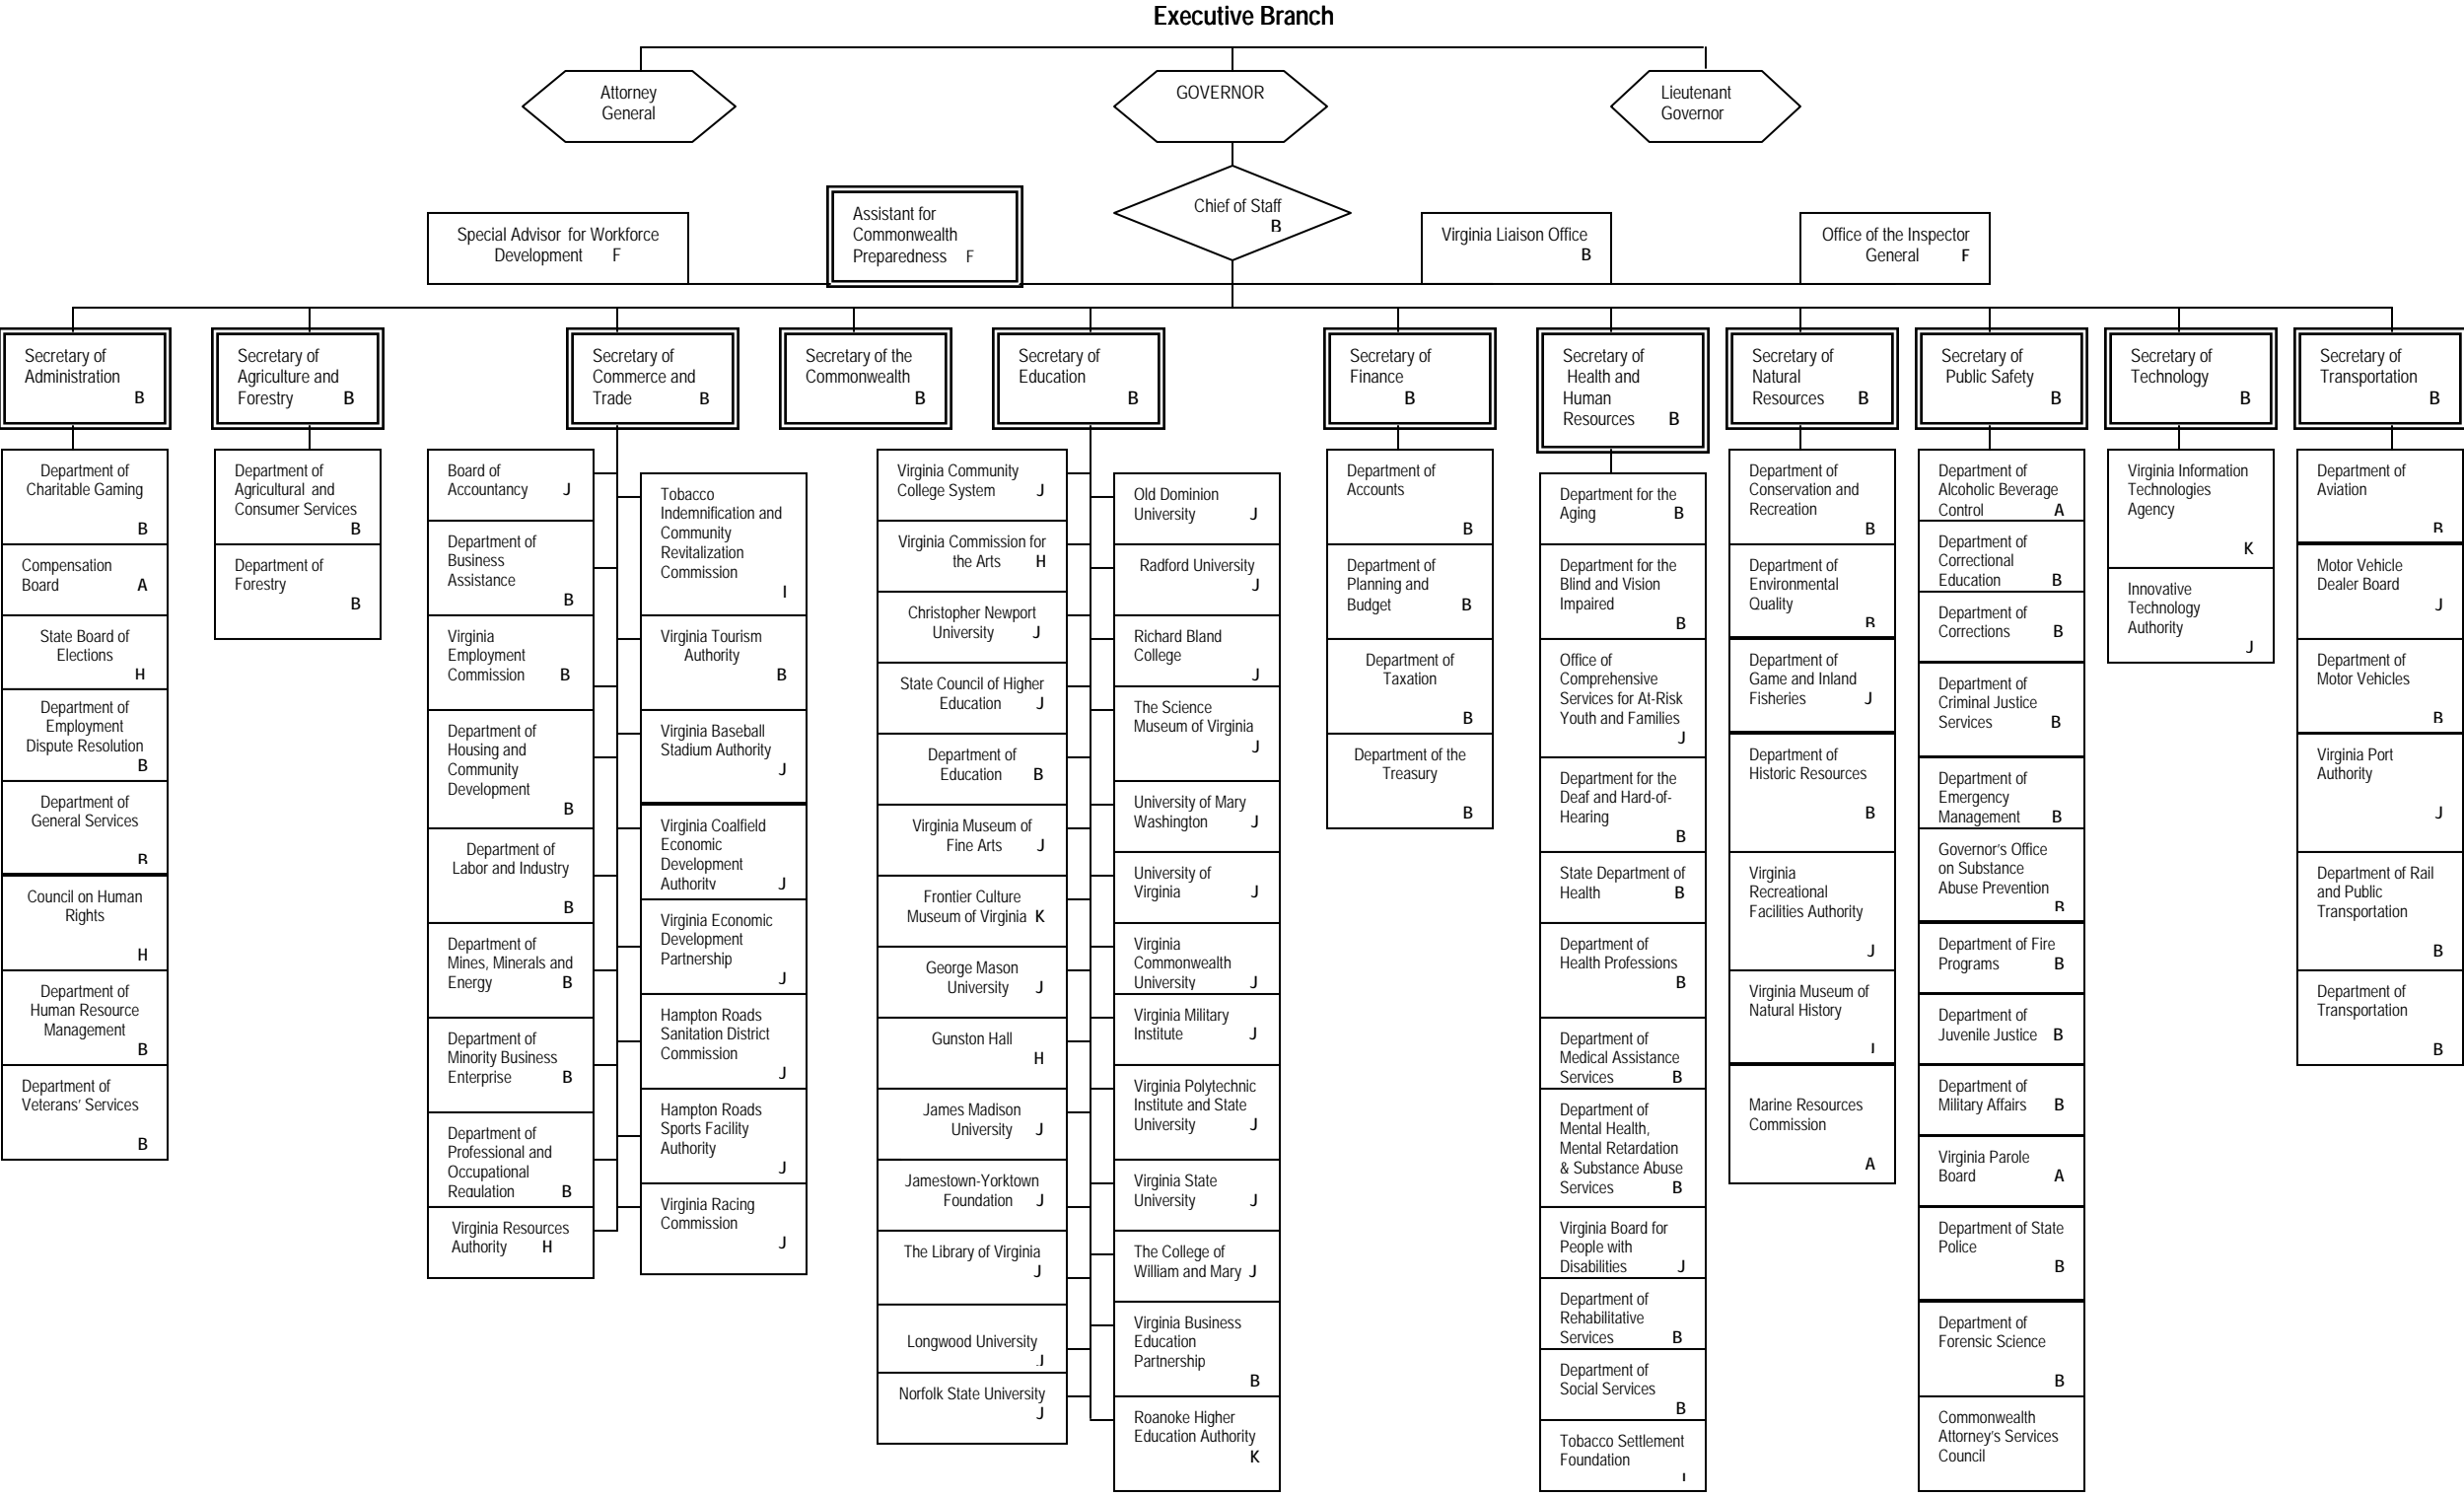 Executive Branch
Attorney
General
GOVERNOR
Lieutenant
Governor
Chief of Staff
B
Special Advisor for Workforce
Development F
Assistant for
Commonwealth
Preparedness F
Virginia Liaison Office
B
Office of the Inspector
General F
Secretary of
Administration
B
Secretary of
Agriculture and
Forestry B
Secretary of
Commerce and
Trade B
Secretary of the
Commonwealth
B
Secretary of
Education
B
Secretary of
Finance
B
Secretary of
Health and
Human
Resources B
Secretary of
Natural
Resources B
Secretary of
Public Safety
B
Secretary of
Technology
B
Secretary of
Transportation
B
Department of
Charitable Gaming
B
Compensation
Board A
State Board of
Elections
H
Department of
Employment
Dispute Resolution
B
Department of
General Services
B
Council on Human
Rights
H
Department of
Human Resource
Management
B
Department of
Veterans' Services
B
Department of
Agricultural and
Consumer Services
B
Department of
Forestry
B
Board of
Accountancy J
Department of
Business
Assistance
B
Virginia
Employment
Commission B
Department of
Housing and
Community
Development
B
Department of
Labor and Industry
B
Department of
Mines, Minerals and
Energy B
Department of
Minority Business
Enterprise B
Department of
Professional and
Occupational
Regulation B
Virginia Resources
Authority H
Tobacco
Indemnification and
Community
Revitalization
Commission
I
Virginia Tourism
Authority
B
Virginia Baseball
Stadium Authority
J
Virginia Coalfield
Economic
Development
Authority J
Virginia Economic
Development
Partnership
J
Hampton Roads
Sanitation District
Commission
J
Hampton Roads
Sports Facility
Authority
J
Virginia Racing
Commission
J
Virginia Community
College System J
Virginia Commission for
the Arts H
Christopher Newport
University J
State Council of Higher
Education J
Department of
Education B
Virginia Museum of
Fine Arts J
Frontier Culture
Museum of Virginia K
George Mason
University J
Gunston Hall
H
James Madison
University J
Jamestown-Yorktown
Foundation J
The Library of Virginia
J
Longwood University
J
Norfolk State University
J
Old Dominion
University J
Radford University
J
Richard Bland
College
J
The Science
Museum of Virginia
J
University of Mary
Washington J
University of
Virginia J
Virginia
Commonwealth
University J
Virginia Military
Institute J
Virginia Polytechnic
Institute and State
University J
Virginia State
University J
The College of
William and Mary J
Virginia Business
Education
Partnership
B
Roanoke Higher
Education Authority
K
Department of
Accounts
B
Department of
Planning and
Budget B
Department of
Taxation
B
Department of the
Treasury
B
Department for the
Aging B
Department for the
Blind and Vision
Impaired
B
Office of
Comprehensive
Services for At-Risk
Youth and Families
J
Department for the
Deaf and Hard-of-
Hearing
B
State Department of
Health B
Department of
Health Professions
B
Department of
Medical Assistance
Services B
Department of
Mental Health,
Mental Retardation
& Substance Abuse
Services B
Virginia Board for
People with
Disabilities J
Department of
Rehabilitative
Services B
Department of
Social Services
B
Tobacco Settlement
Foundation
Department of
Conservation and
Recreation
B
Department of
Environmental
Quality
B
Department of
Game and Inland
Fisheries J
Department of
Historic Resources
B
Virginia
Recreational
Facilities Authority
J
Virginia Museum of
Natural History
Marine Resources
Commission
A
Department of
Alcoholic Beverage
Control A
Department of
Correctional
Education B
Department of
Corrections B
Department of
Criminal Justice
Services B
Department of
Emergency
Management B
Governor's Office
on Substance
Abuse Prevention
B
Department of Fire
Programs B
Department of
Juvenile Justice B
Department of
Military Affairs B
Virginia Parole
Board A
Department of State
Police
B
Department of
Forensic Science
B
Commonwealth
Attorney's Services
Council
Virginia Information
Technologies
Agency
K
Innovative
Technology
Authority
J
Department of
Aviation
B
Motor Vehicle
Dealer Board
J
Department of
Motor Vehicles
B
Virginia Port
Authority
J
Department of Rail
and Public
Transportation
B
Department of
Transportation
B